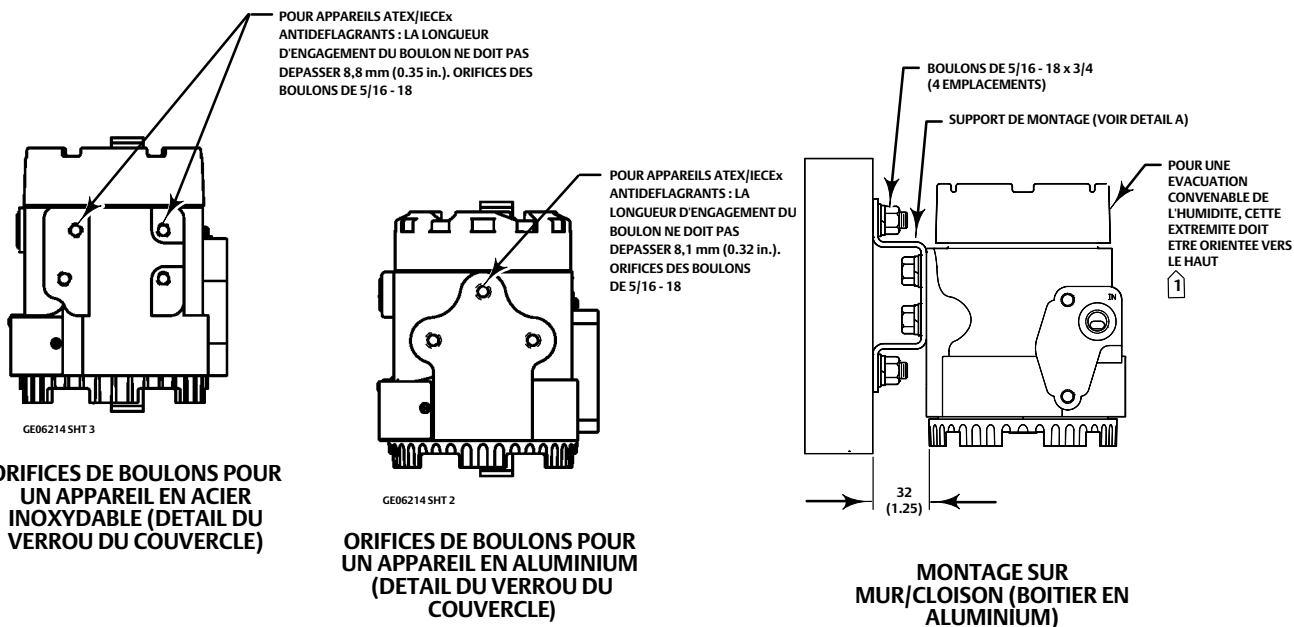 POUR APPAREILS ATEX/IECEx
ANTIDEFLAGRANTS : LA LONGUEUR
D'ENGAGEMENT DU BOULON NE DOIT PAS
DEPASSER 8,8 mm (0.35 in.). ORIFICES DES
BOULONS DE 5/16 - 18
GE06214 SHT 3
ORIFICES DE BOULONS POUR
UN APPAREIL EN ACIER
INOXYDABLE (DETAIL DU
VERROU DU COUVERCLE)
POUR APPAREILS ATEX/IECEx
ANTIDEFLAGRANTS : LA
LONGUEUR D'ENGAGEMENT DU
BOULON NE DOIT PAS
DEPASSER 8,1 mm (0.32 in.).
ORIFICES DES BOULONS
DE 5/16 - 18
GE06214 SHT 2
ORIFICES DE BOULONS POUR
UN APPAREIL EN ALUMINIUM
(DETAIL DU VERROU DU
COUVERCLE)
BOULONS DE 5/16 - 18 x 3/4
(4 EMPLACEMENTS)
SUPPORT DE MONTAGE (VOIR DETAIL A)
POUR UNE
EVACUATION
CONVENABLE DE
L'HUMIDITE, CETTE
EXTREMITE DOIT
ETRE ORIENTEE VERS
LE HAUT
1
IN
32
(1.25)
MONTAGE SUR
MUR/CLOISON (BOITIER EN
ALUMINIUM)